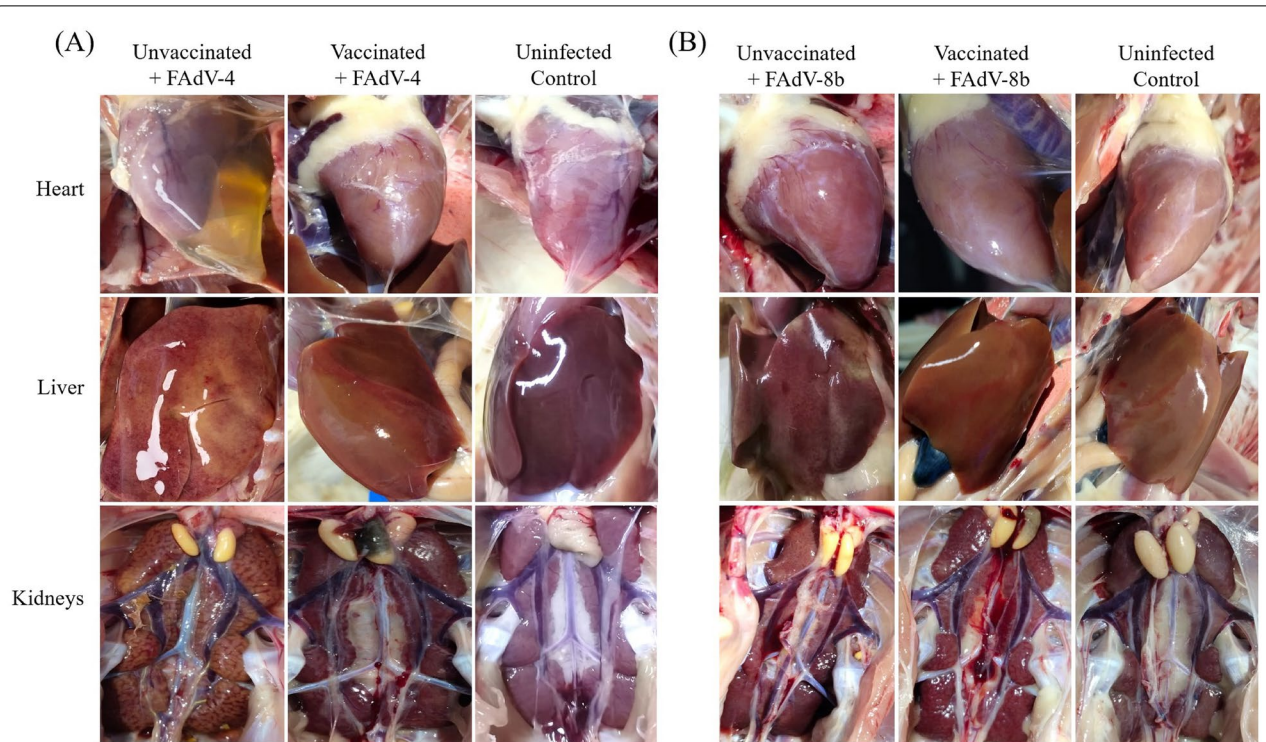 (A)
Unvaccinated
+ FAdV-4
Vaccinated
+ FAdV-4
Uninfected
Control
(B)
Unvaccinated
+ FAdV-8b
Vaccinated
+ FAdV-8b
Uninfected
Control
Heart
Liver
Kidneys